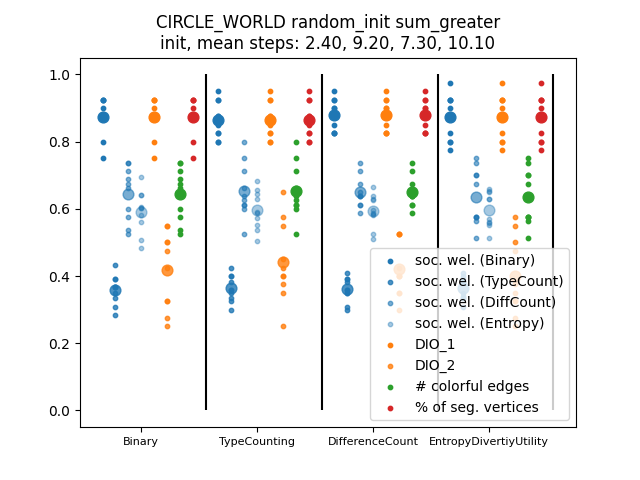 CIRCLE_WORLD random_init sum_greater
init, mean steps: 2.40, 9.20, 7.30, 10.10
1.0
0.8
0.6
0.4
0.2
0.0
soc. wel. (Binary)
soc. wel. (TypeCount)
soc. wel. (DiffCount)
soc. wel. (Entropy)
DIO_1
DIO_2
# colorful edges
% of seg. vertices
Binary
TypeCounting
DifferenceCount
EntropyDivertiyUtility